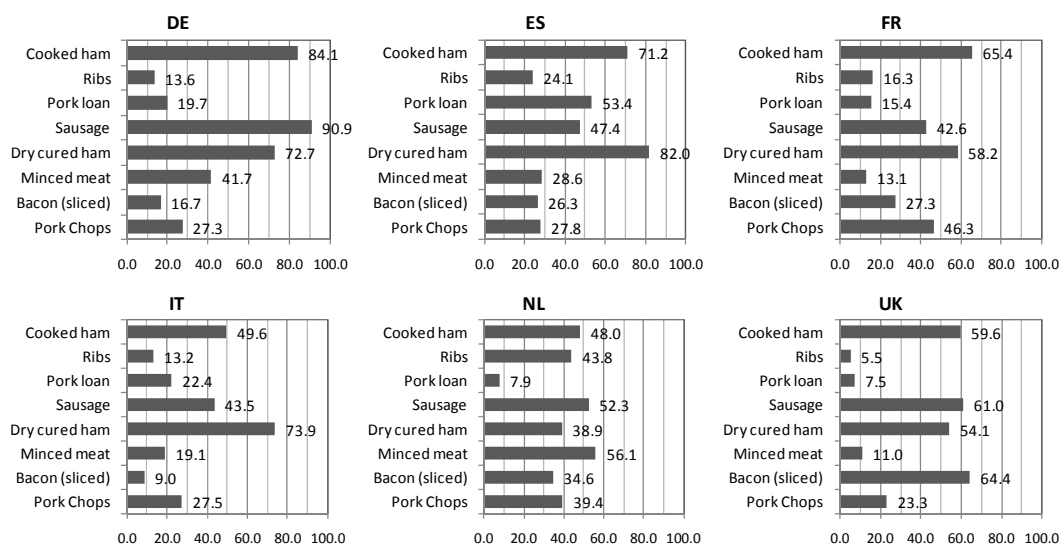 DE
Cooked ham 84.1
Ribs 13.6
Pork loan 19.7
Sausage 90.9
Dry cured ham 72.7
Minced meat 41.7
Bacon (sliced) 16.7
Pork Chops 27.3
0.0 20.0 40.0 60.0 80.0 100.0
ES
Cooked ham 71.2
Ribs 24.1
Pork loan 53.4
Sausage 47.4
Dry cured ham 82.0
Minced meat 28.6
Bacon (sliced) 26.3
Pork Chops 27.8
0.0 20.0 40.0 60.0 80.0 100.0
FR
Cooked ham 65.4
Ribs 16.3
Pork loan 15.4
Sausage 42.6
Dry cured ham 58.2
Minced meat 13.1
Bacon (sliced) 27.3
Pork Chops 46.3
0.0 20.0 40.0 60.0 80.0 100.0
IT
Cooked ham 49.6
Ribs 13.2
Pork loan 22.4
Sausage 43.5
Dry cured ham 73.9
Minced meat 19.1
Bacon (sliced) 9.0
Pork Chops 27.5
0.0 20.0 40.0 60.0 80.0 100.0
NL
Cooked ham 48.0
Ribs 43.8
Pork loan 7.9
Sausage 52.3
Dry cured ham 38.9
Minced meat 56.1
Bacon (sliced) 34.6
Pork Chops 39.4
0.0 20.0 40.0 60.0 80.0 100.0
UK
Cooked ham 59.6
Ribs 5.5
Pork loan 7.5
Sausage 61.0
Dry cured ham 54.1
Minced meat 11.0
Bacon (sliced) 64.4
Pork Chops 23.3
0.0 20.0 40.0 60.0 80.0 100.0